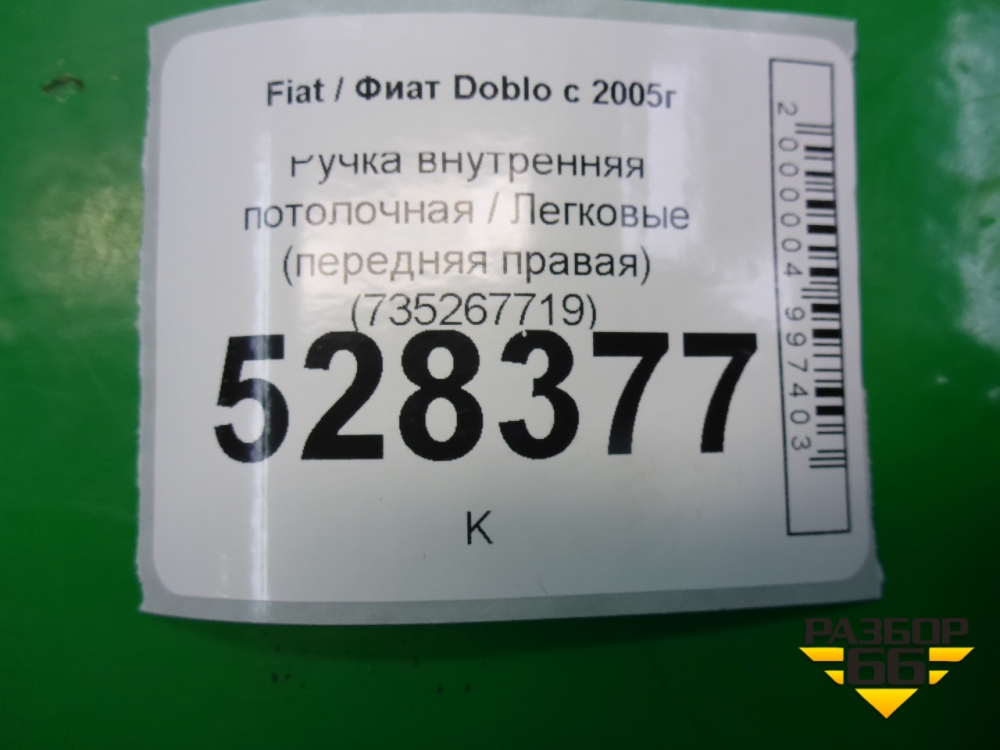 Fiat / Фиат Doblo с 2005г
Ручка внутренняя
потолочная / Легковые
(передняя правая)
(735267719)
528377
К
2000004997403
РАЗБОР
66